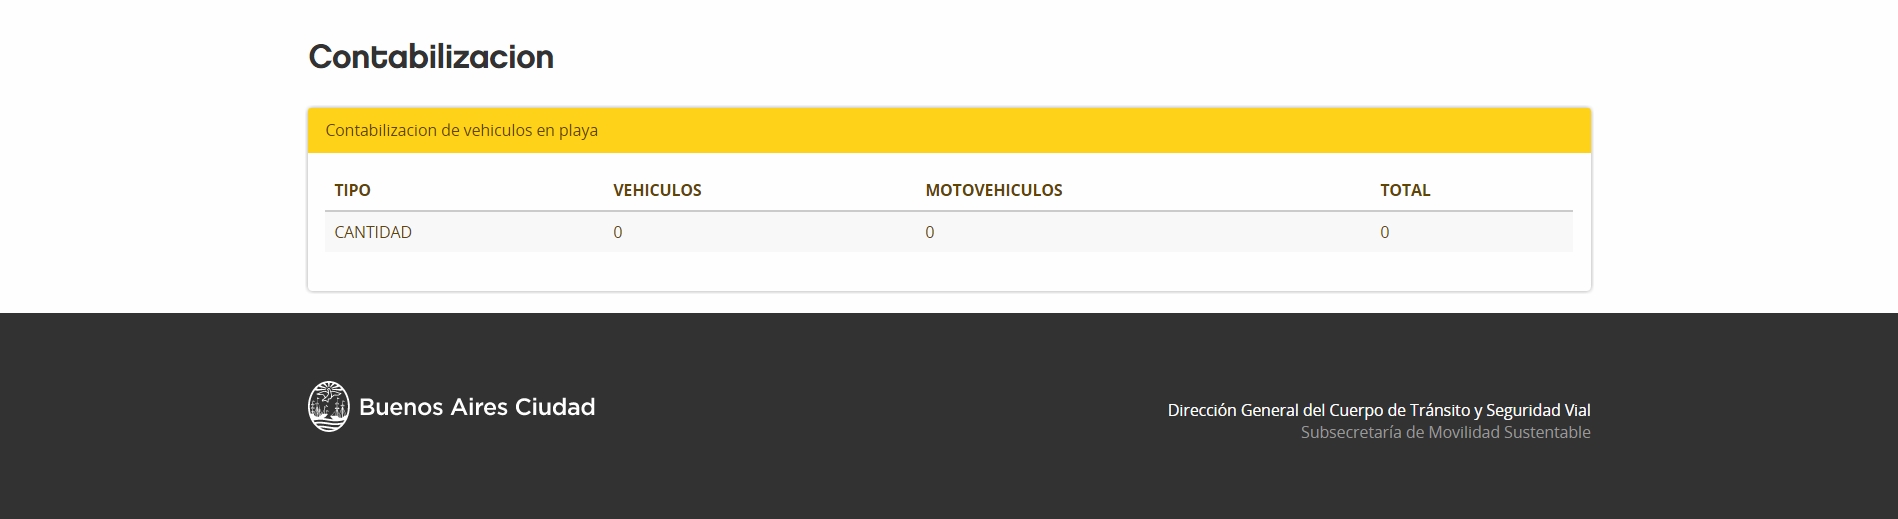 Contabilizacion
Contabilizacion de vehiculos en playa
TIPO VEHICULOS MOTOVEHICULOS TOTAL
CANTIDAD 0 0 0
Buenos Aires Ciudad
Dirección General del Cuerpo de Tránsito y Seguridad Vial
Subsecretaría de Movilidad Sustentable